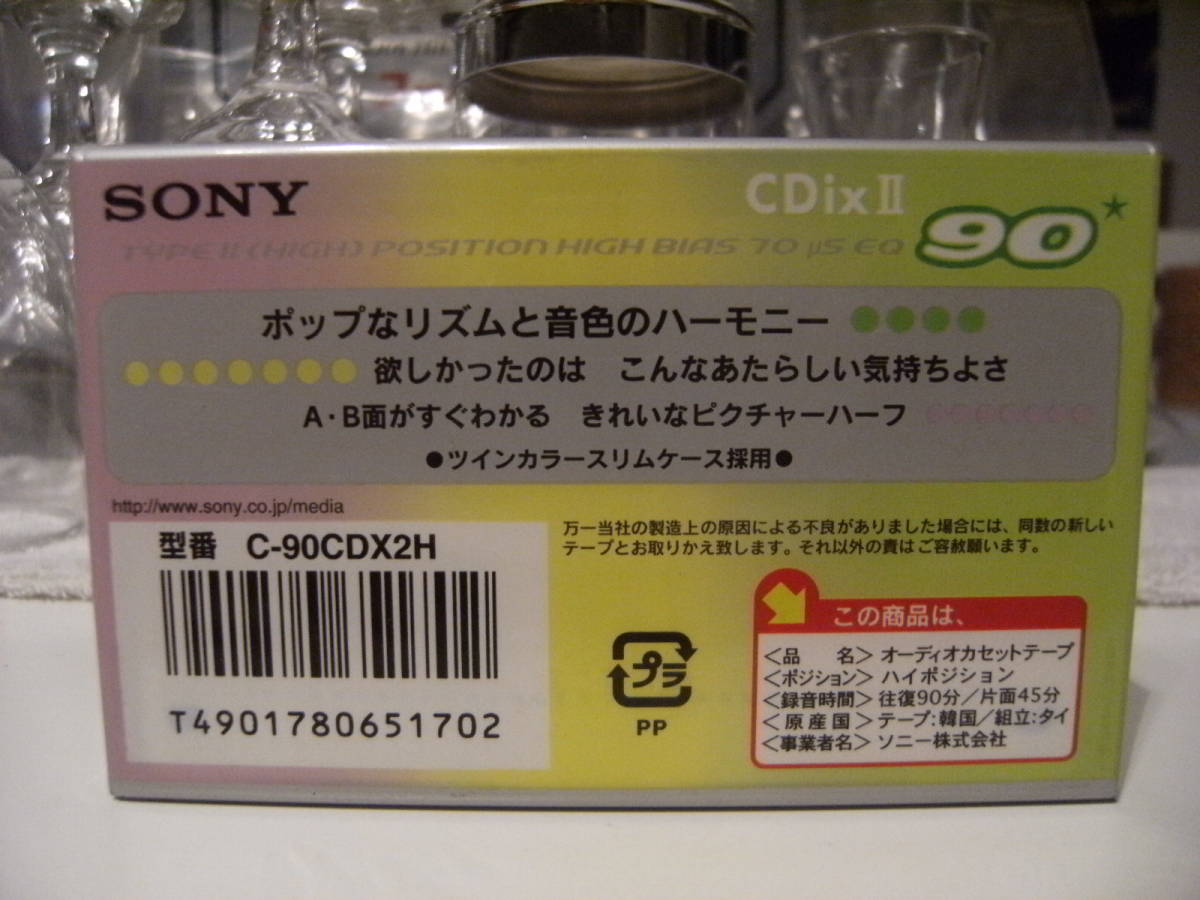 SONY
CDix II
90*
TYPE II (HIGH) POSITION HIGH BIAS 70 μS EQ
ポップなリズムと音色のハーモニー ●●●●
●●●●●●● 欲しかったのは こんなあたらしい気持ちよさ
A・B面がすぐわかる きれいなピクチャーハーフ
●ツインカラースリムケース採用●
http://www.sony.co.jp/media
型番 C-90CDX2H
T4901780651702
万一当社の製造上の原因による不良がありました場合には、同数の新しい
テープとお取りかえ致します。それ以外の責はご容赦願います。
プラ
PP
この商品は、
<品 名> オーディオカセットテープ
<ポジション> ハイポジション
<録音時間> 往復90分/片面45分
<原産国> テープ:韓国/組立:タイ
<事業者名> ソニー株式会社